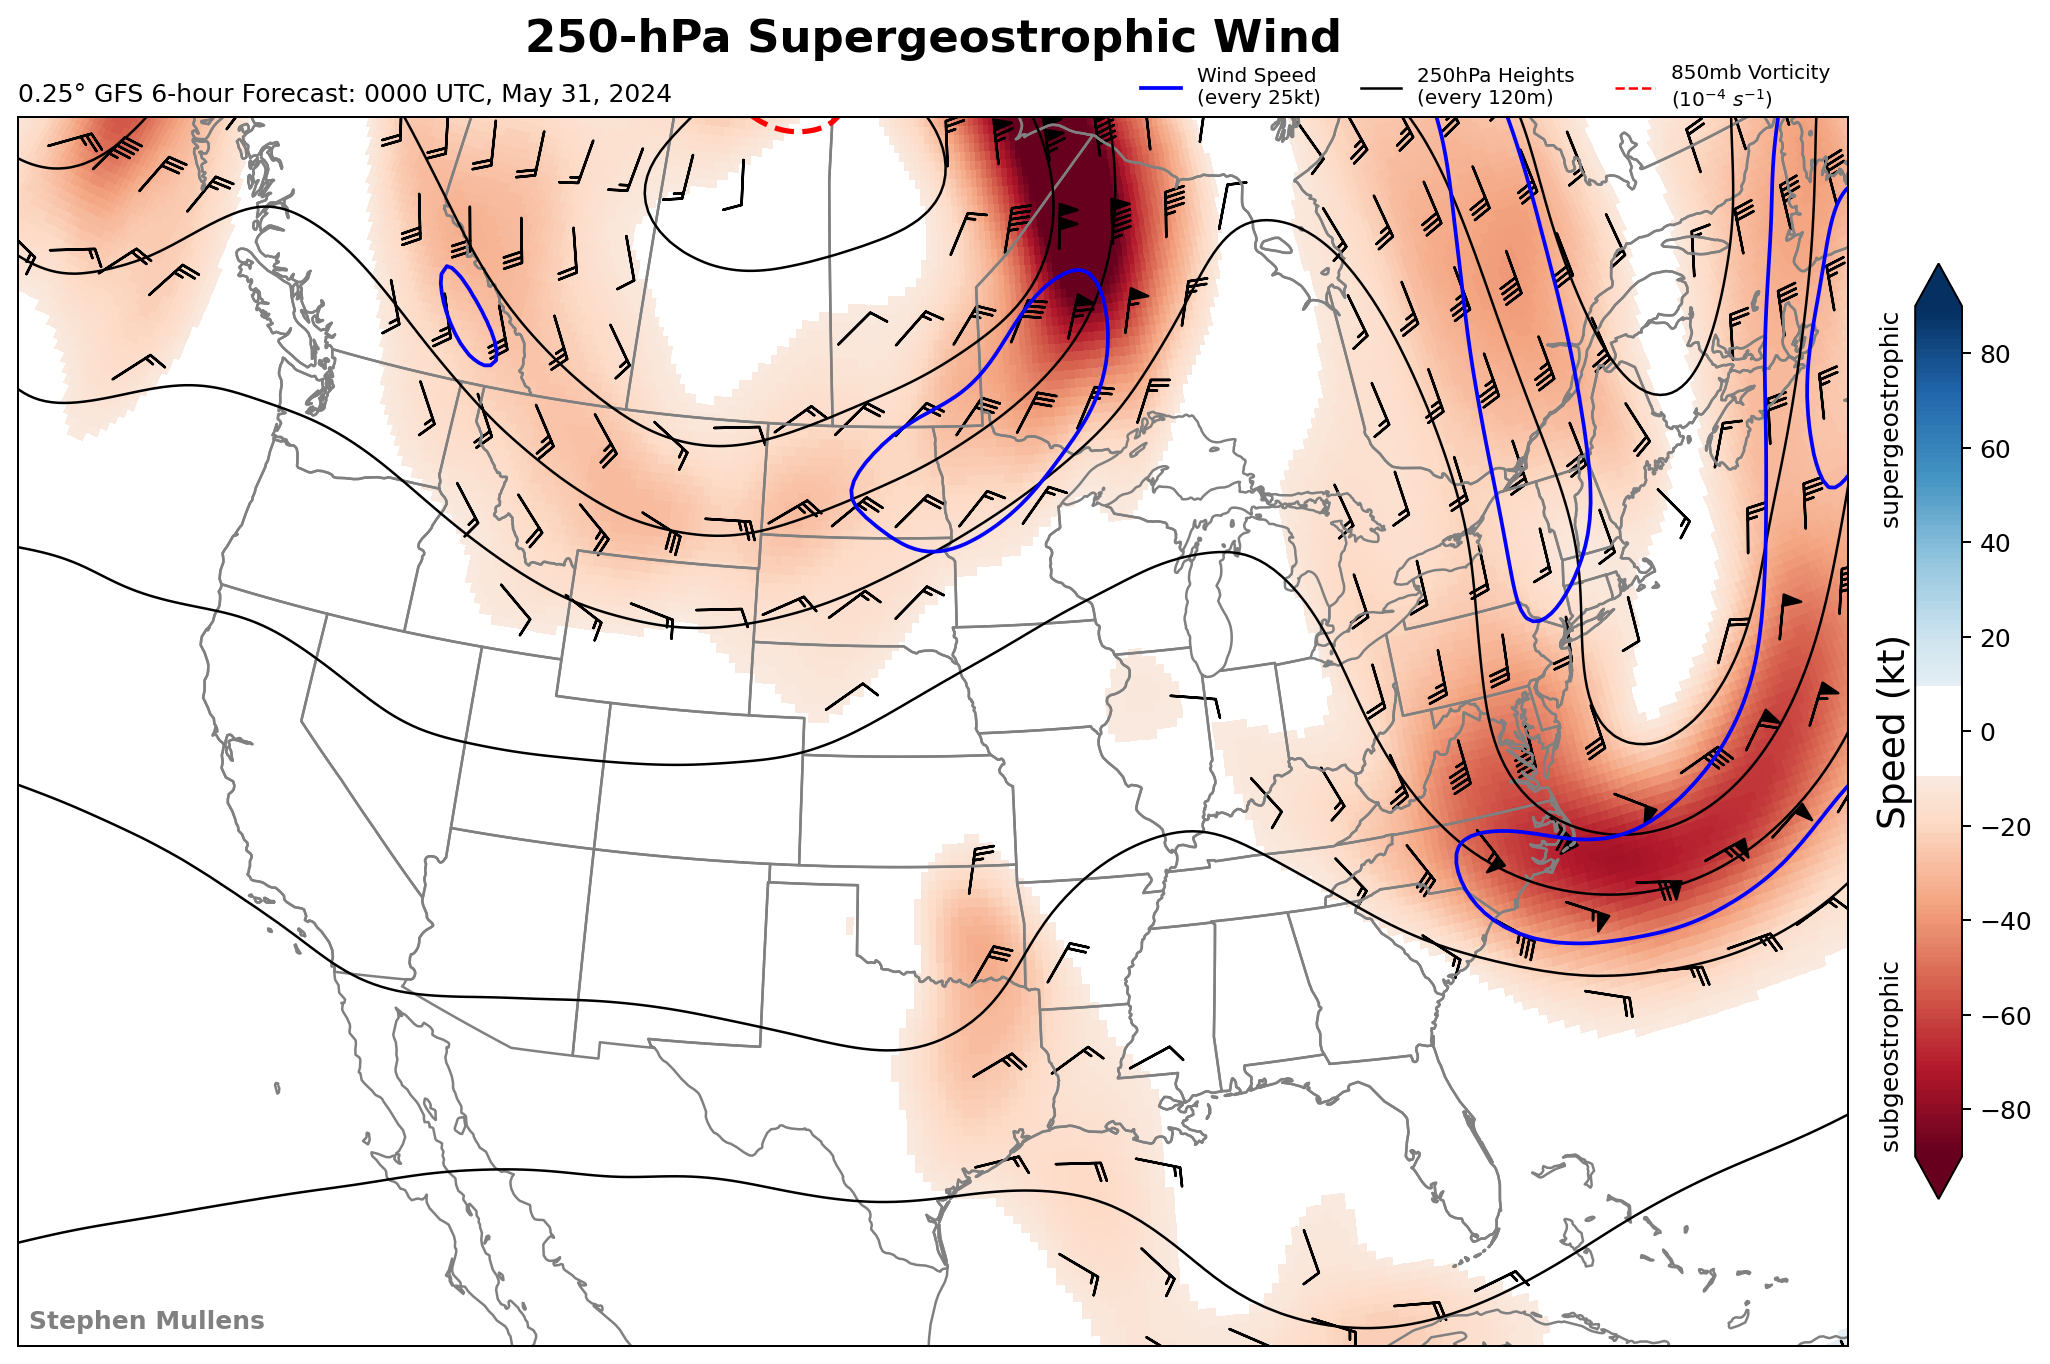 250-hPa Supergeostrophic Wind
0.25° GFS 6-hour Forecast: 0000 UTC, May 31, 2024
Wind Speed
(every 25kt)
250hPa Heights
(every 120m)
850mb Vorticity
(10⁻⁴ s⁻¹)
supergeostrophic
Speed (kt)
subgeostrophic
80
60
40
20
0
−20
−40
−60
−80
Stephen Mullens